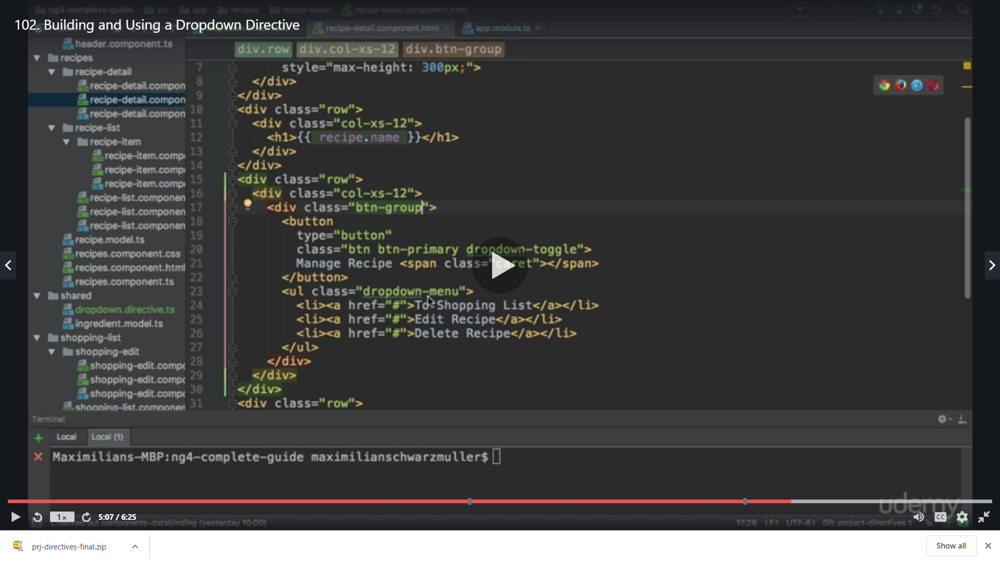 ng4-complete-guide src app recipes recipe-detail recipe-detail.component.html
102. Building and Using a Dropdown Directive
recipe-detail.component.html × app.module.ts ×
header.component.ts
recipes
recipe-detail
recipe-detail.compon
recipe-detail.compon
recipe-detail.compon
recipe-list
recipe-item
recipe-item.comp
recipe-item.comp
recipe-item.comp
recipe-list.componen
recipe-list.componen
recipe-list.componen
recipe.model.ts
recipes.component.css
recipes.component.html
recipes.component.ts
shared
dropdown.directive.ts
ingredient.model.ts
shopping-list
shopping-edit
shopping-edit.compo
shopping-edit.compo
shopping-edit.compo
shopping-list.componen
div.row div.col-xs-12 div.btn-group
7 style="max-height: 300px;">
8 </div>
9 </div>
10 <div class="row">
11 <div class="col-xs-12">
12 <h1>{{ recipe.name }}</h1>
13 </div>
14 </div>
15 <div class="row">
16 <div class="col-xs-12">
17 <div class="btn-group">
18 <button
19 type="button"
20 class="btn btn-primary dropdown-toggle">
21 Manage Recipe <span class="caret"></span>
22 </button>
23 <ul class="dropdown-menu">
24 <li><a href="#">To Shopping List</a></li>
25 <li><a href="#">Edit Recipe</a></li>
26 <li><a href="#">Delete Recipe</a></li>
27 </ul>
28 </div>
29 </div>
30 </div>
31 <div class="row">
Terminal
Local Local (1)
Maximilians-MBP:ng4-complete-guide maximilianschwarzmuller$
udemy
1x 5:07 / 6:25 CC
Checked out components-databinding (yesterday 10:00) 17:26 LF: UTF-8: Git: project-directives
prj-directives-final.zip Show all